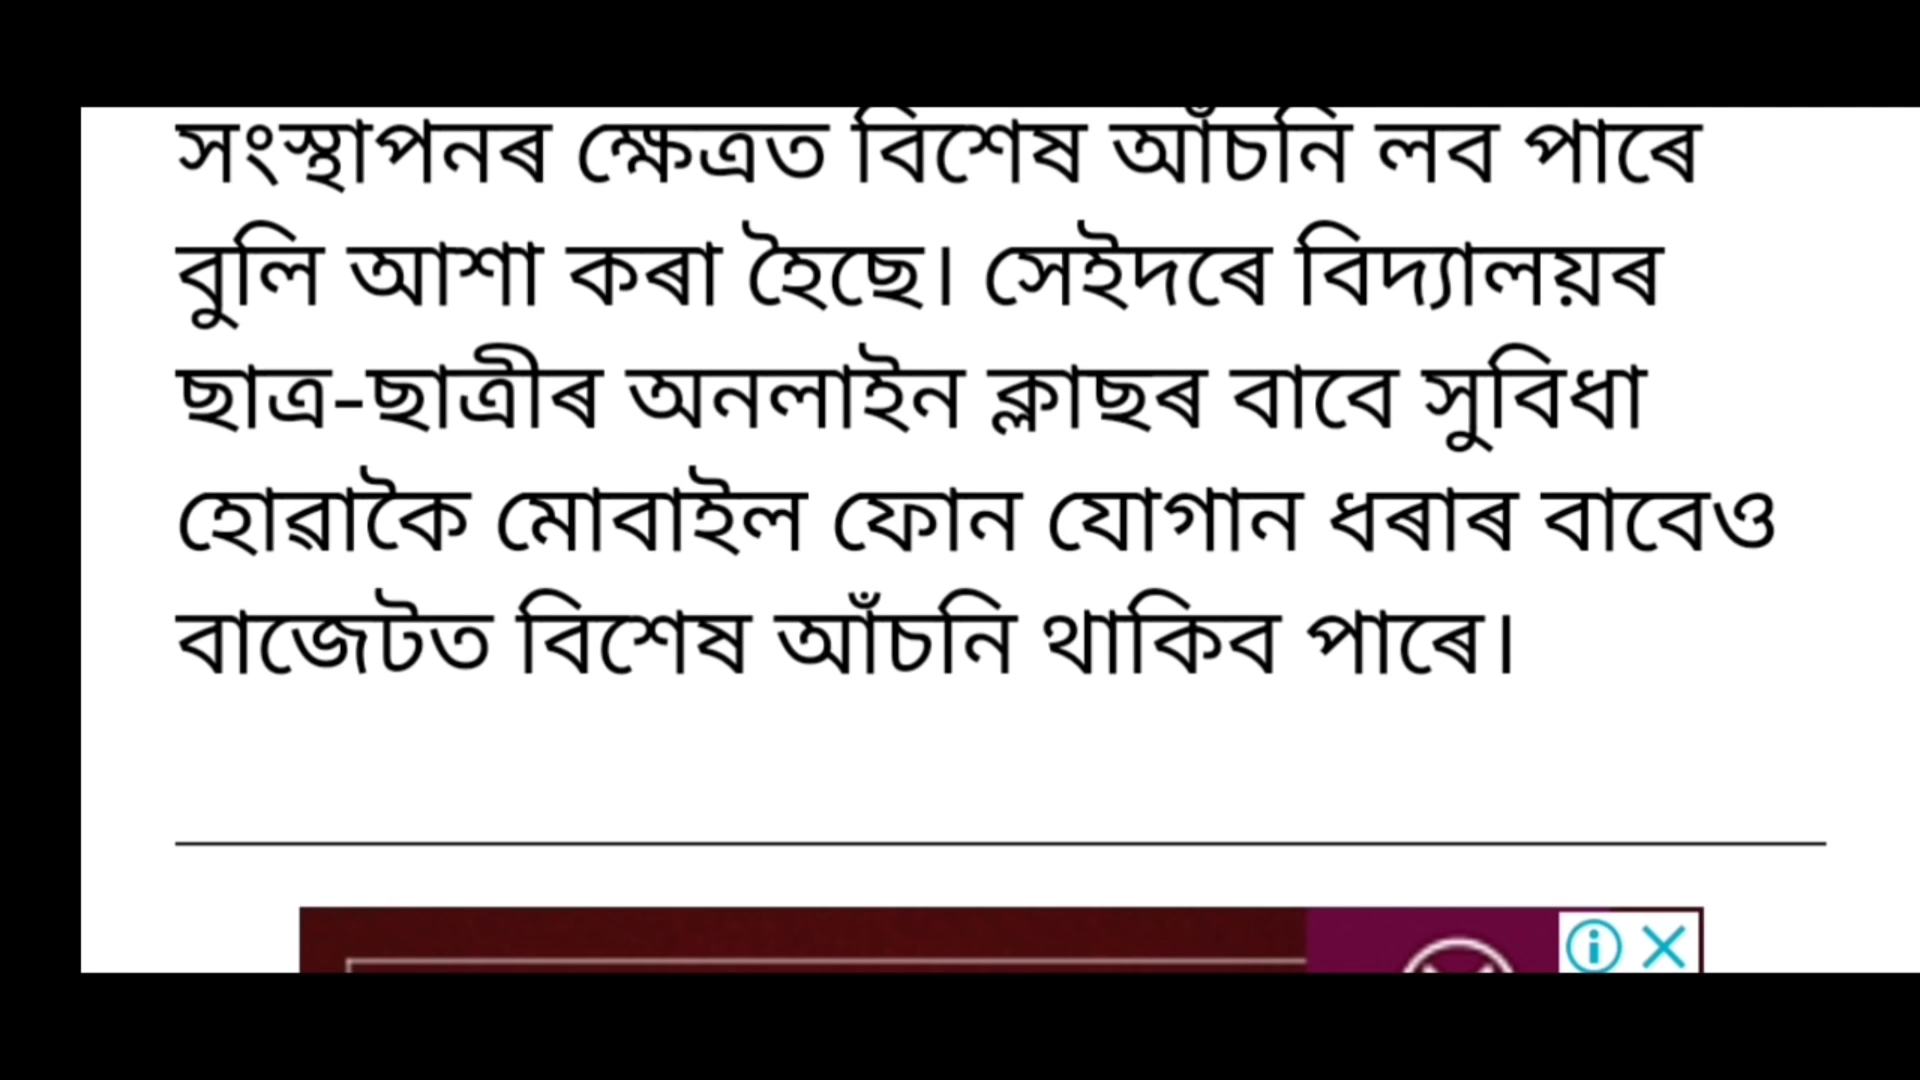 সংস্থাপনৰ ক্ষেত্ৰত বিশেষ আঁচনি লব পাৰে
বুলি আশা কৰা হৈছে। সেইদৰে বিদ্যালয়ৰ
ছাত্ৰ-ছাত্ৰীৰ অনলাইন ক্লাছৰ বাবে সুবিধা
হোৱাকৈ মোবাইল ফোন যোগান ধৰাৰ বাবেও
বাজেটত বিশেষ আঁচনি থাকিব পাৰে।